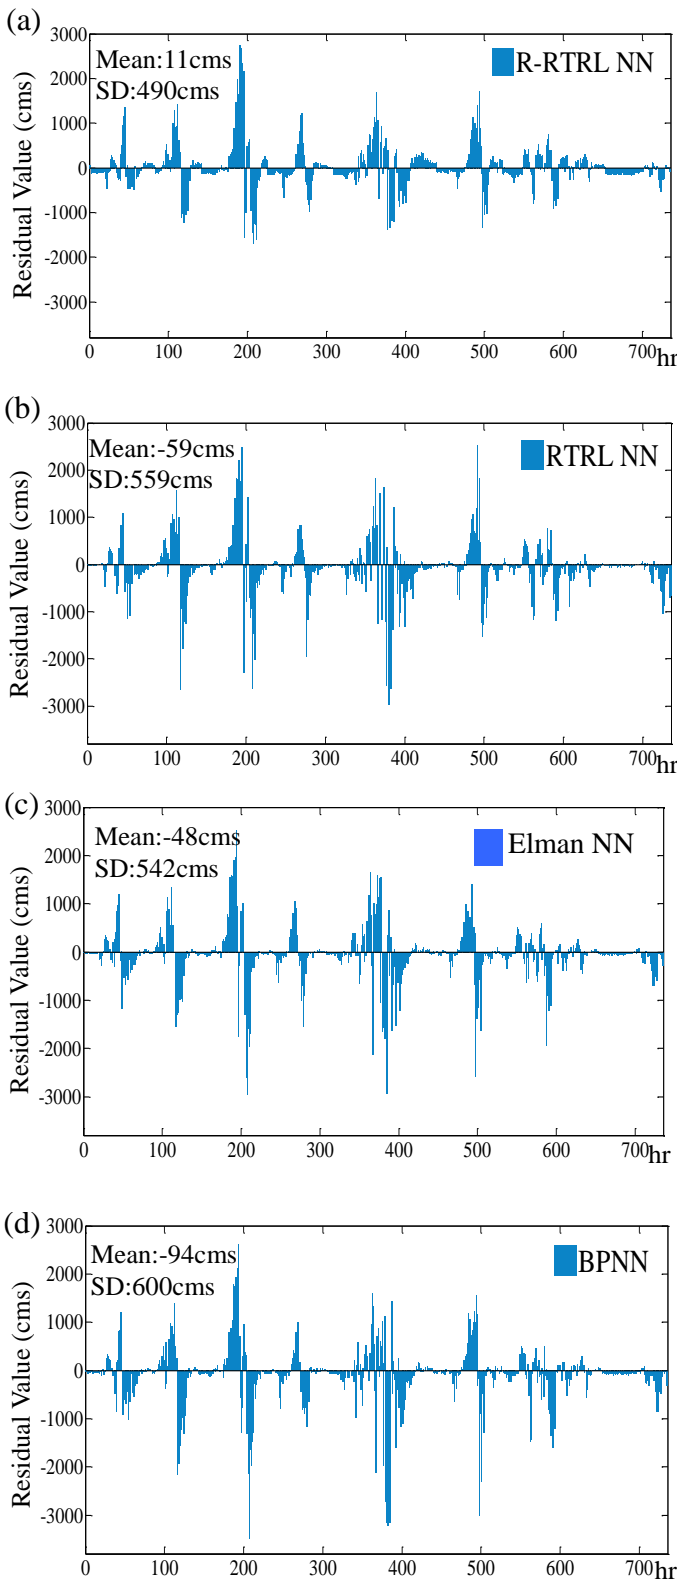 (a)
3000
2000
1000
0
-1000
-2000
-3000
Residual Value (cms)
Mean:11cms
SD:490cms
R-RTRL NN
0 100 200 300 400 500 600 700 hr
(b)
3000
2000
1000
0
-1000
-2000
-3000
Residual Value (cms)
Mean:-59cms
SD:559cms
RTRL NN
0 100 200 300 400 500 600 700 hr
(c)
3000
2000
1000
0
-1000
-2000
-3000
Residual Value (cms)
Mean:-48cms
SD:542cms
Elman NN
0 100 200 300 400 500 600 700 hr
(d)
3000
2000
1000
0
-1000
-2000
-3000
Residual Value (cms)
Mean:-94cms
SD:600cms
BPNN
0 100 200 300 400 500 600 700 hr